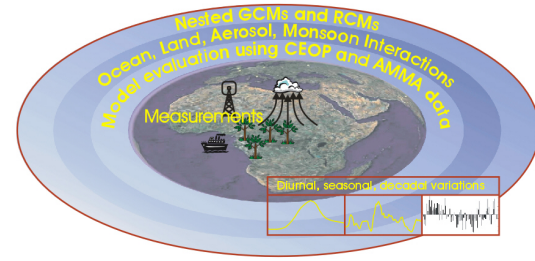 Nested GCMs and RCMs
Ocean, Land, Aerosol, Monsoon Interactions
Model evaluation using CEOP and AMMA data
Measurements
Diurnal, seasonal, decadal variations